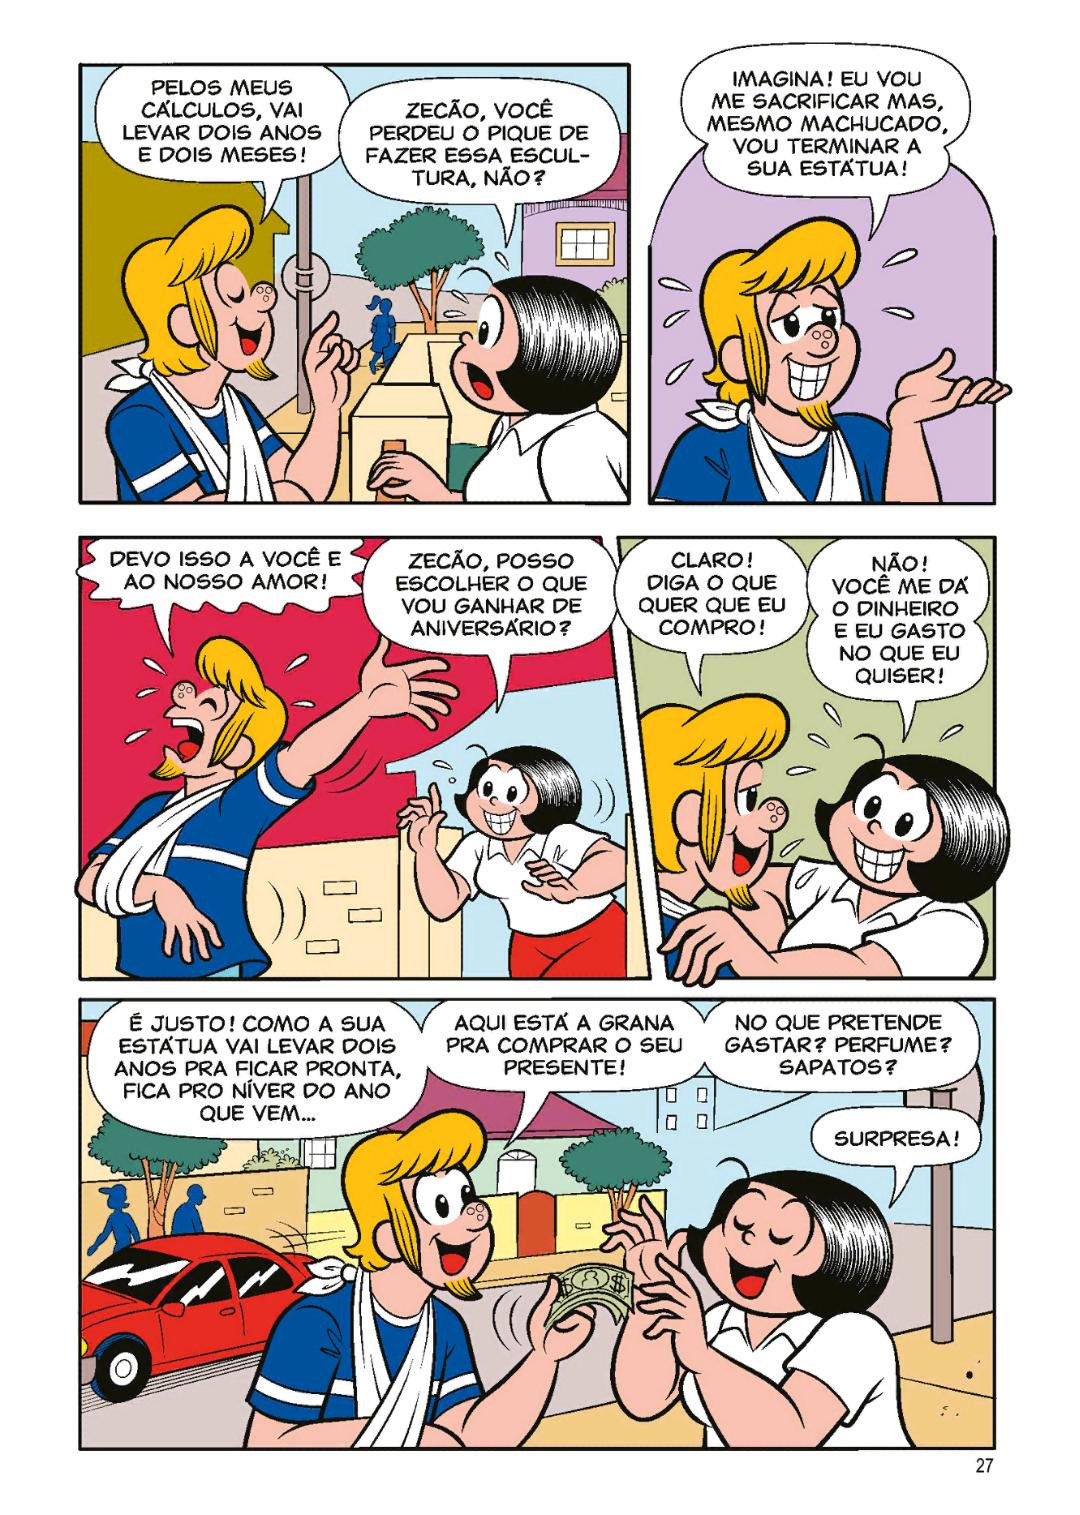 PELOS MEUS
CÁLCULOS, VAI
LEVAR DOIS ANOS
E DOIS MESES!
ZECÃO, VOCÊ
PERDEU O PIQUE DE
FAZER ESSA ESCUL-
TURA, NÃO?
IMAGINA! EU VOU
ME SACRIFICAR MAS,
MESMO MACHUCADO,
VOU TERMINAR A
SUA ESTÁTUA!
DEVO ISSO A VOCÊ E
AO NOSSO AMOR!
ZECÃO, POSSO
ESCOLHER O QUE
VOU GANHAR DE
ANIVERSÁRIO?
CLARO!
DIGA O QUE
QUER QUE EU
COMPRO!
NÃO!
VOCÊ ME DÁ
O DINHEIRO
E EU GASTO
NO QUE EU
QUISER!
É JUSTO! COMO A SUA
ESTÁTUA VAI LEVAR DOIS
ANOS PRA FICAR PRONTA,
FICA PRO NÍVER DO ANO
QUE VEM...
AQUI ESTÁ A GRANA
PRA COMPRAR O SEU
PRESENTE!
NO QUE PRETENDE
GASTAR? PERFUME?
SAPATOS?
SURPRESA!
$ $
27